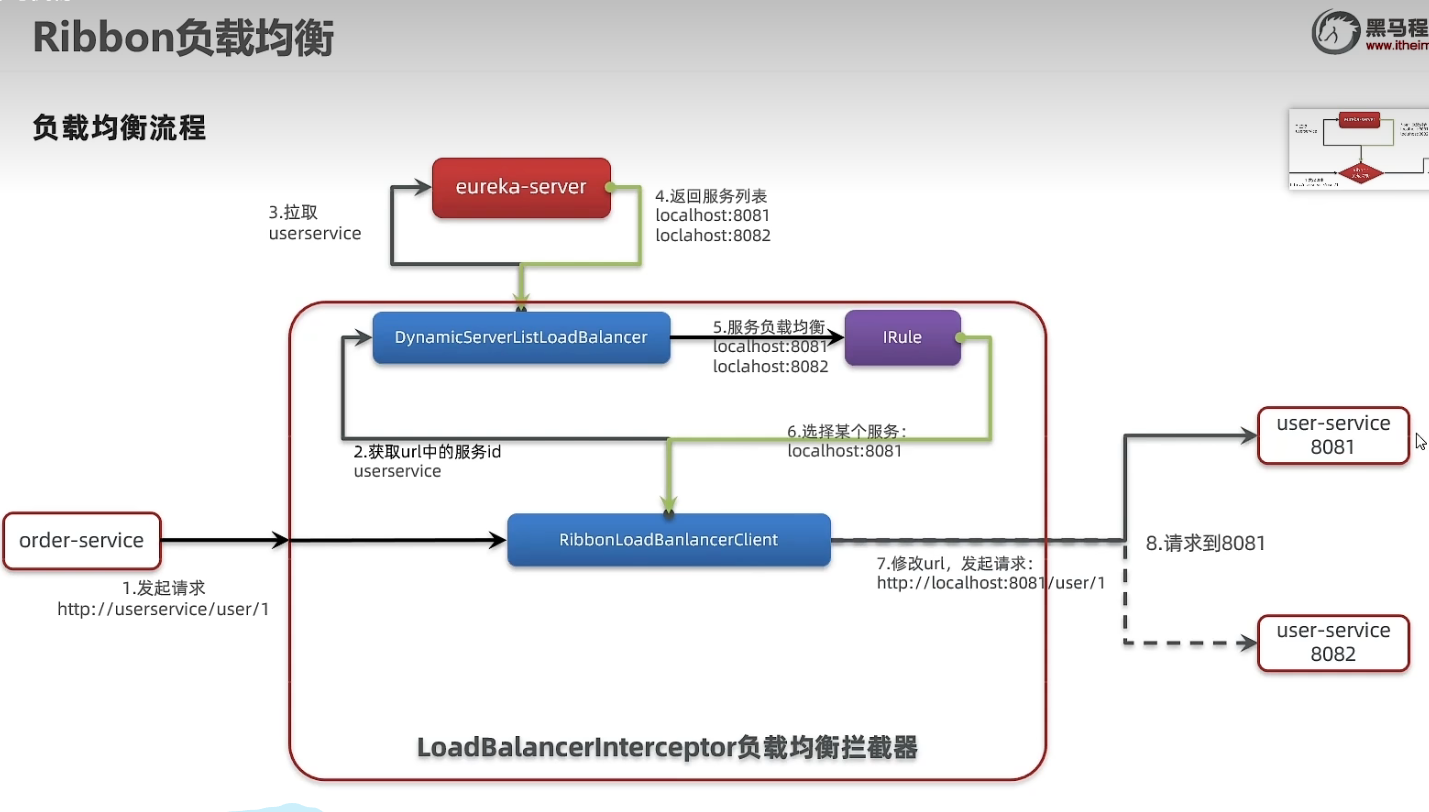 Ribbon负载均衡
黑马程
www.itheim
负载均衡流程
eureka-server
3.拉取
userservice
4.返回服务列表
localhost:8081
loclahost:8082
DynamicServerListLoadBalancer
5.服务负载均衡
localhost:8081
loclahost:8082
IRule
2.获取url中的服务id
userservice
6.选择某个服务：
localhost:8081
user-service
8081
order-service
1.发起请求
http://userservice/user/1
RibbonLoadBanlancerClient
7.修改url，发起请求：
http://localhost:8081/user/1
8.请求到8081
user-service
8082
LoadBalancerInterceptor负载均衡拦截器